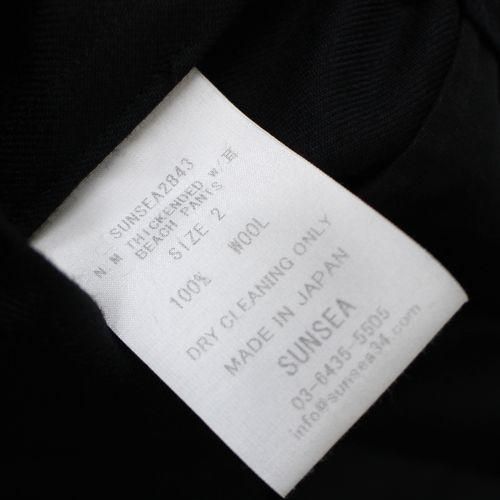 SUNSEA2843
N M THICKENDED w/耳
BEACH PANTS
SIZE 2
100% WOOL
DRY CLEANING ONLY
MADE IN JAPAN
SUNSEA
03-6435-5505
info@sunsea34.com